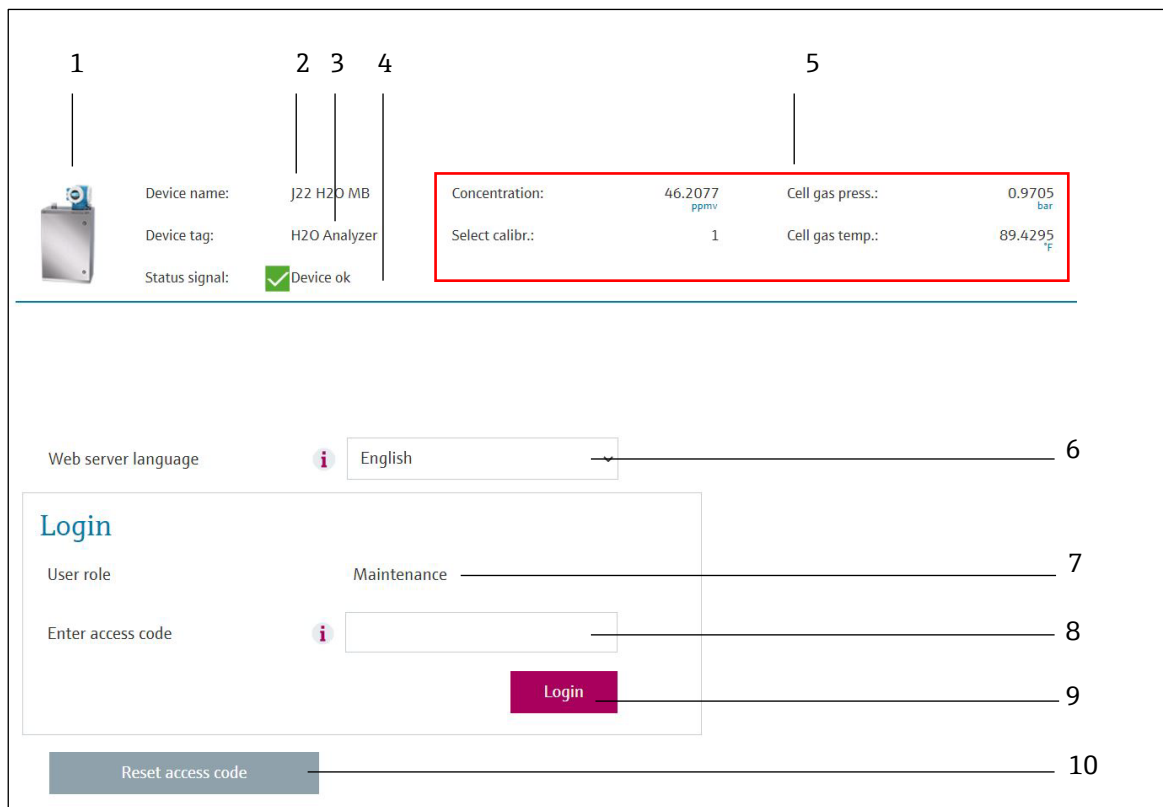 1 2 3 4 5
Device name: J22 H2O MB Concentration: 46.2077 ppmv Cell gas press.: 0.9705 bar
Device tag: H2O Analyzer Select calibr.: 1 Cell gas temp.: 89.4295 °F
Status signal: Device ok
Web server language i English 6
Login
User role Maintenance 7
Enter access code i 8
Login 9
Reset access code 10